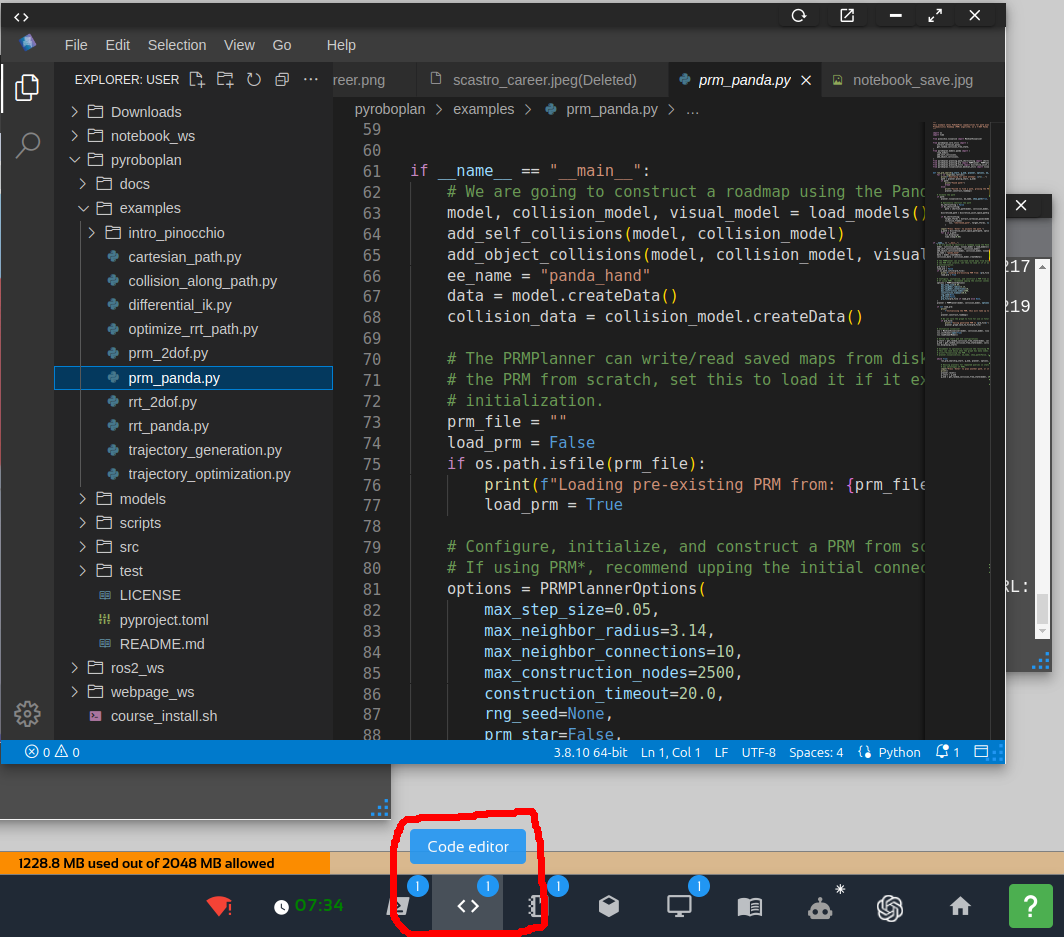 File Edit Selection View Go Help
EXPLORER: USER
reer.png scastro_career.jpeg(Deleted) prm_panda.py notebook_save.jpg
pyroboplan > examples > prm_panda.py > ...
Downloads
notebook_ws
pyroboplan
docs
examples
intro_pinocchio
cartesian_path.py
collision_along_path.py
differential_ik.py
optimize_rrt_path.py
prm_2dof.py
prm_panda.py
rrt_2dof.py
rrt_panda.py
trajectory_generation.py
trajectory_optimization.py
models
scripts
src
test
LICENSE
pyproject.toml
README.md
ros2_ws
webpage_ws
course_install.sh
59
60
61 if __name__ == "__main__":
62 # We are going to construct a roadmap using the Pand
63 model, collision_model, visual_model = load_models()
64 add_self_collisions(model, collision_model)
65 add_object_collisions(model, collision_model, visual
66 ee_name = "panda_hand"
67 data = model.createData()
68 collision_data = collision_model.createData()
69
70 # The PRMPlanner can write/read saved maps from disk
71 # the PRM from scratch, set this to load it if it ex
72 # initialization.
73 prm_file = ""
74 load_prm = False
75 if os.path.isfile(prm_file):
76 print(f"Loading pre-existing PRM from: {prm_file
77 load_prm = True
78
79 # Configure, initialize, and construct a PRM from sc
80 # If using PRM*, recommend upping the initial connec
81 options = PRMPlannerOptions(
82 max_step_size=0.05,
83 max_neighbor_radius=3.14,
84 max_neighbor_connections=10,
85 max_construction_nodes=2500,
86 construction_timeout=20.0,
87 rng_seed=None,
88 prm_star=False,
217
219
RL:
0 0 3.8.10 64-bit Ln 1, Col 1 LF UTF-8 Spaces: 4 Python 1
Code editor
1228.8 MB used out of 2048 MB allowed
1 1 1 1
07:34
?